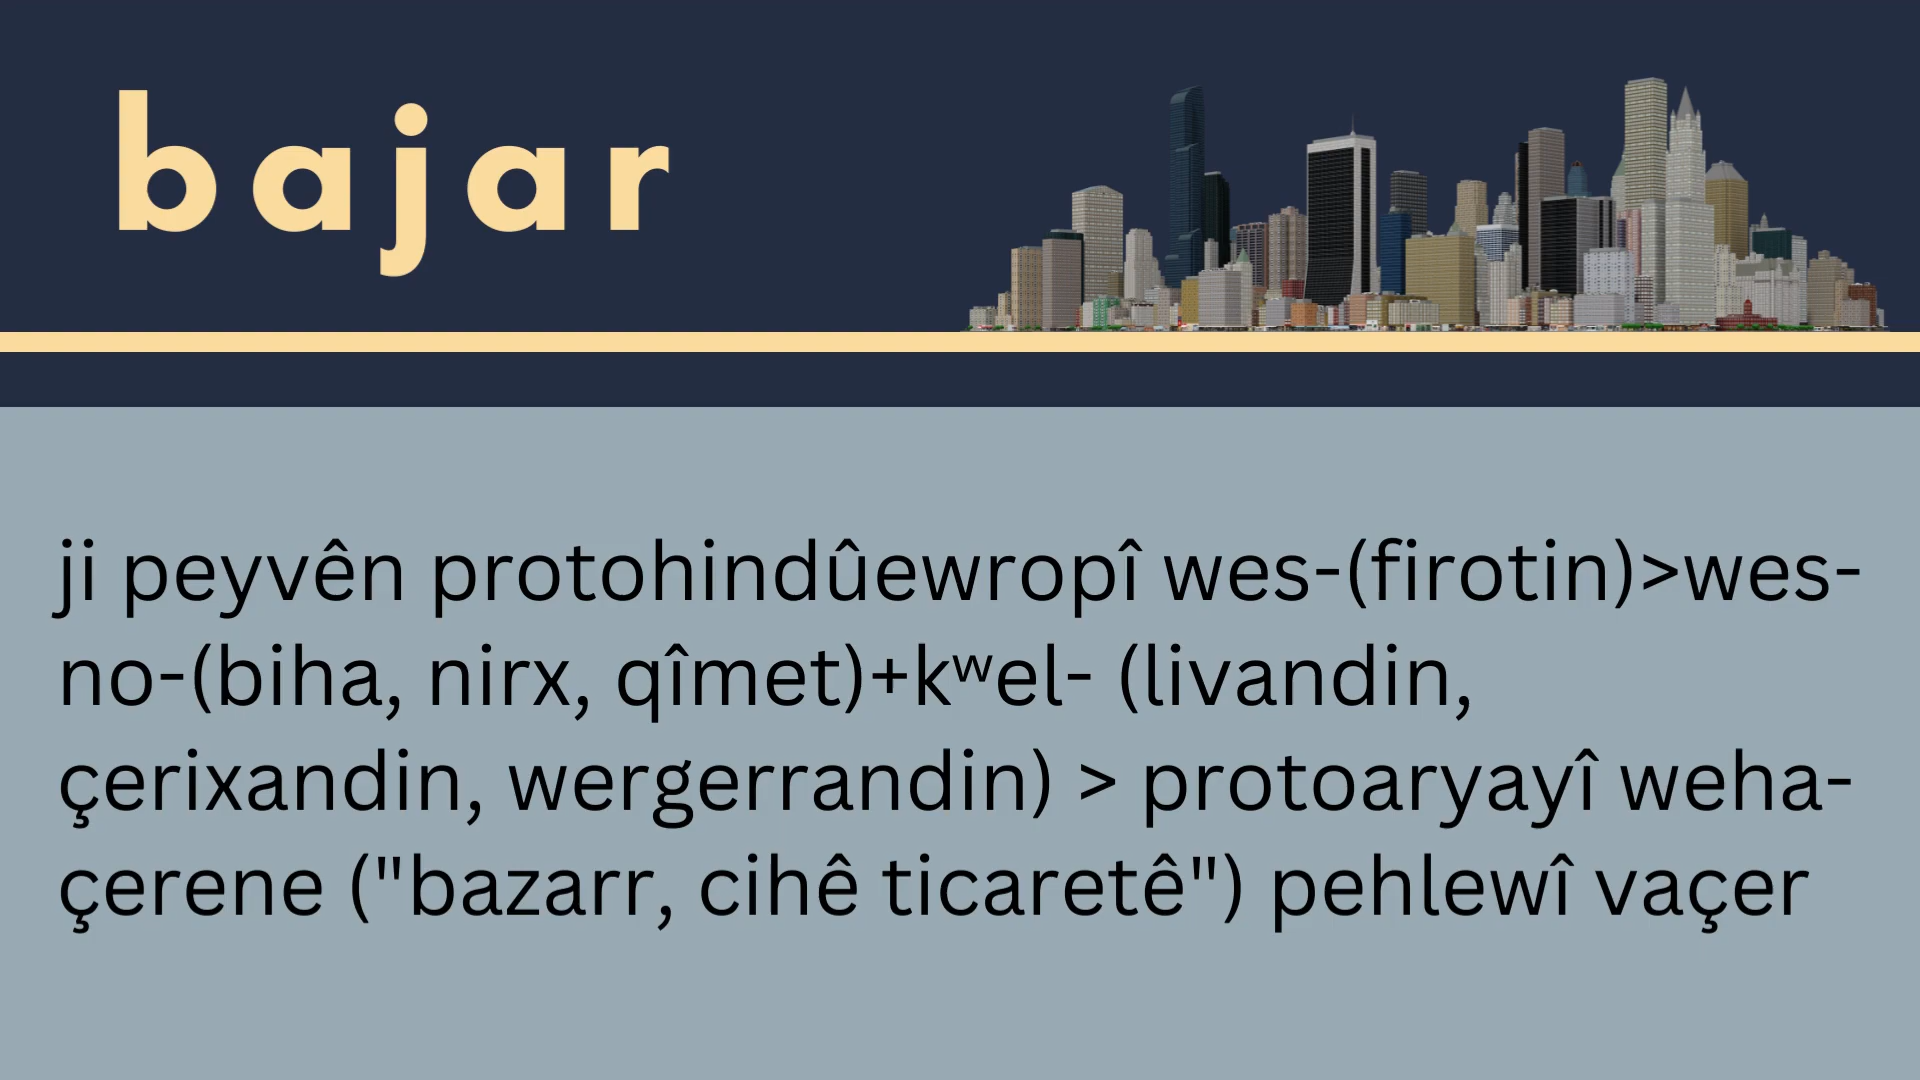 bajar
ji peyvên protohindûewropî wes-(firotin)>wes-
no-(biha, nirx, qîmet)+kʷel- (livandin,
çerixandin, wergerrandin) > protoaryayî weha-
çerene ("bazarr, cihê ticaretê") pehlewî vaçer